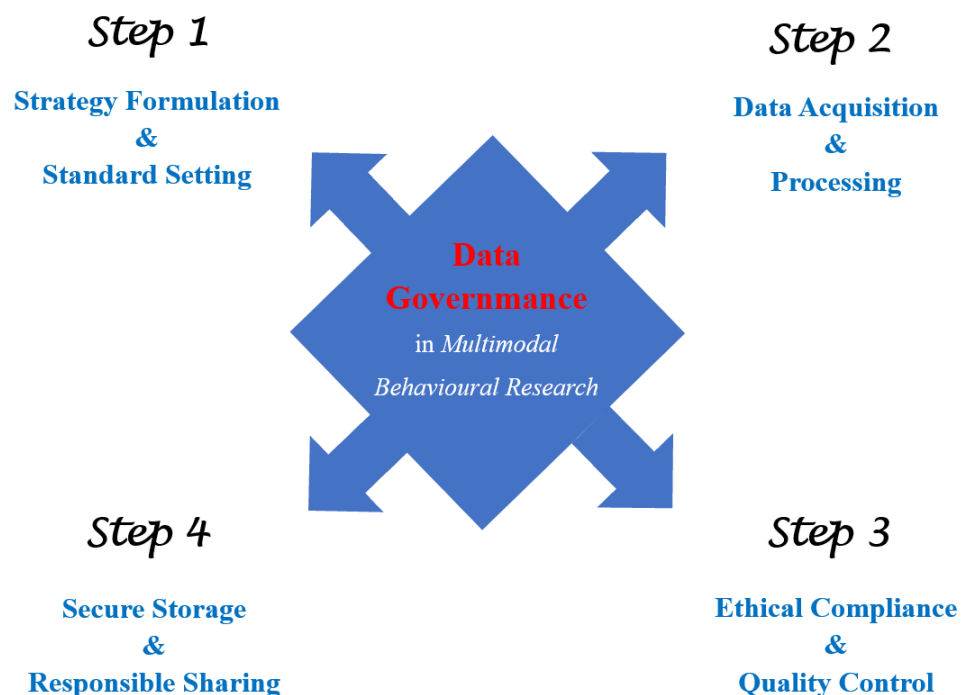 Step 1
Strategy Formulation
&
Standard Setting
Step 2
Data Acquisition
&
Processing
Data
Governmance
in Multimodal
Behavioural Research
Step 4
Secure Storage
&
Responsible Sharing
Step 3
Ethical Compliance
&
Quality Control